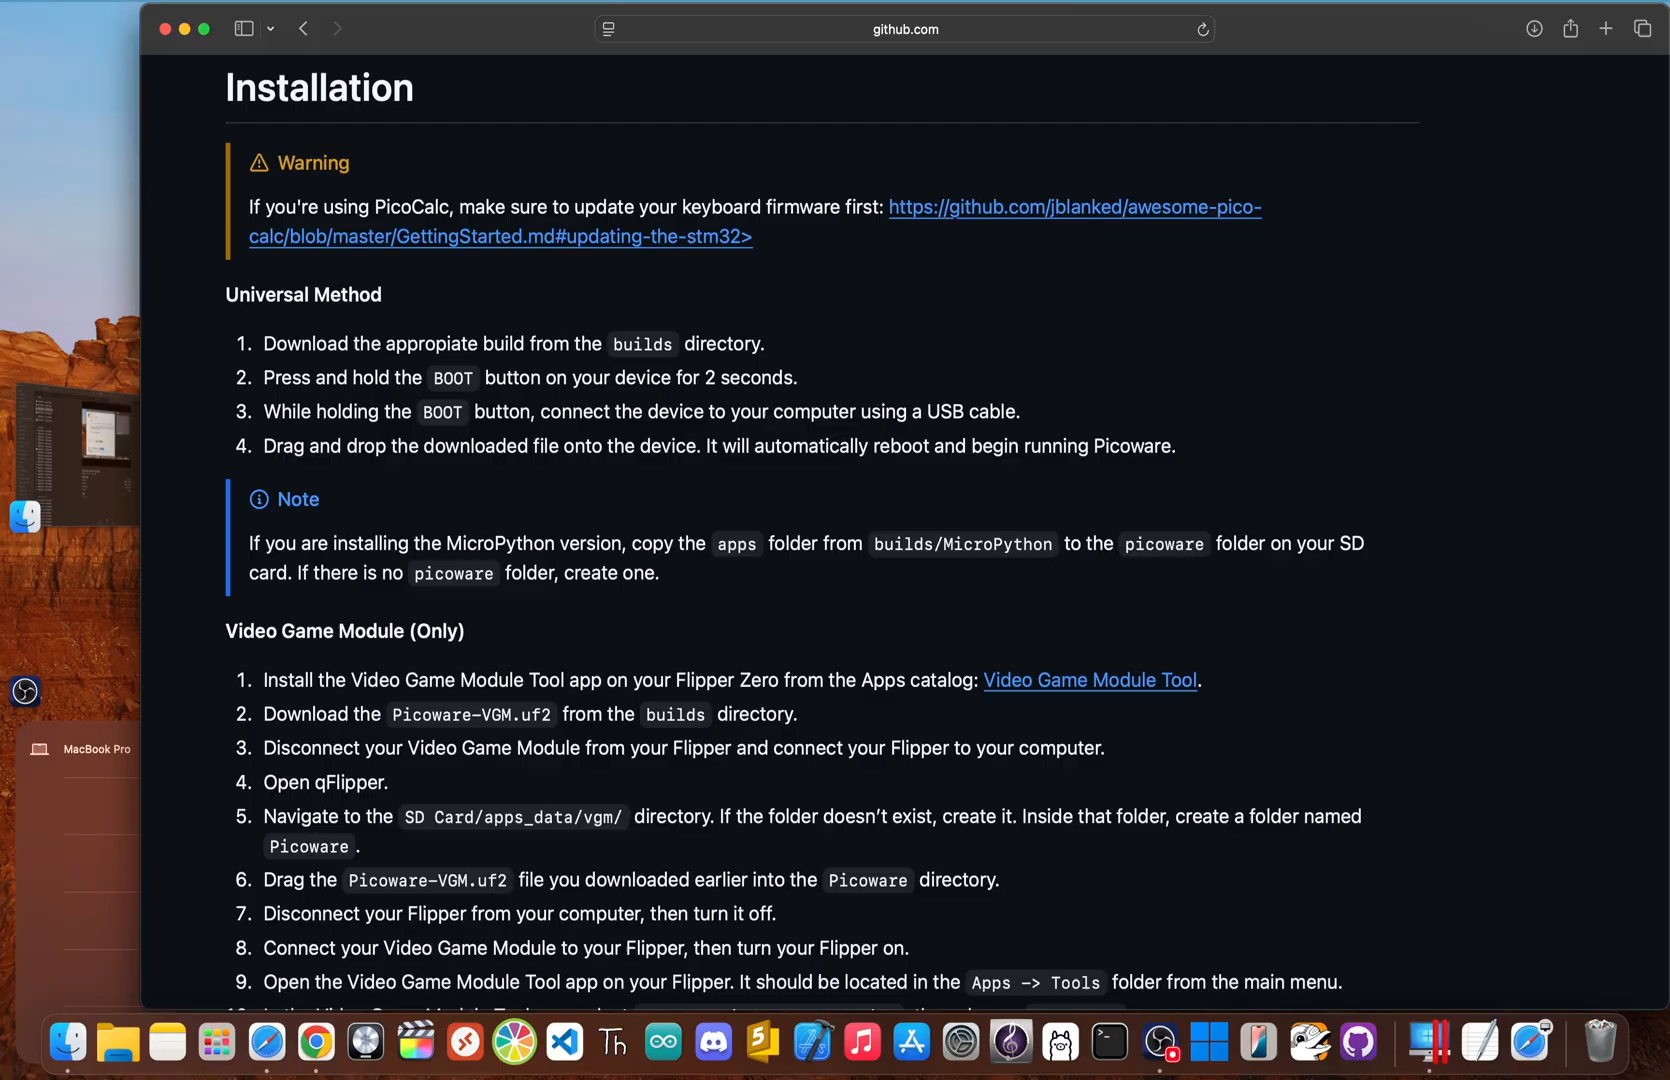 github.com
Installation
Warning
If you're using PicoCalc, make sure to update your keyboard firmware first: https://github.com/jblanked/awesome-pico-
calc/blob/master/GettingStarted.md#updating-the-stm32>
Universal Method
1. Download the appropiate build from the builds directory.
2. Press and hold the BOOT button on your device for 2 seconds.
3. While holding the BOOT button, connect the device to your computer using a USB cable.
4. Drag and drop the downloaded file onto the device. It will automatically reboot and begin running Picoware.
Note
If you are installing the MicroPython version, copy the apps folder from builds/MicroPython to the picoware folder on your SD
card. If there is no picoware folder, create one.
Video Game Module (Only)
1. Install the Video Game Module Tool app on your Flipper Zero from the Apps catalog: Video Game Module Tool.
2. Download the Picoware-VGM.uf2 from the builds directory.
3. Disconnect your Video Game Module from your Flipper and connect your Flipper to your computer.
MacBook Pro
4. Open qFlipper.
5. Navigate to the SD Card/apps_data/vgm/ directory. If the folder doesn’t exist, create it. Inside that folder, create a folder named
Picoware.
6. Drag the Picoware-VGM.uf2 file you downloaded earlier into the Picoware directory.
7. Disconnect your Flipper from your computer, then turn it off.
8. Connect your Video Game Module to your Flipper, then turn your Flipper on.
9. Open the Video Game Module Tool app on your Flipper. It should be located in the Apps -> Tools folder from the main menu.
Th
5